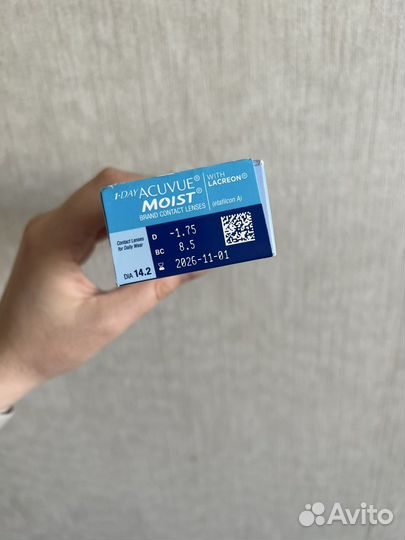 1-DAY ACUVUE®
MOIST®
BRAND CONTACT LENSES
WITH
LACREON®
(etafilcon A)
Contact Lenses
for Daily Wear
D -1.75
BC 8.5
2026-11-01
DIA 14.2
Avito